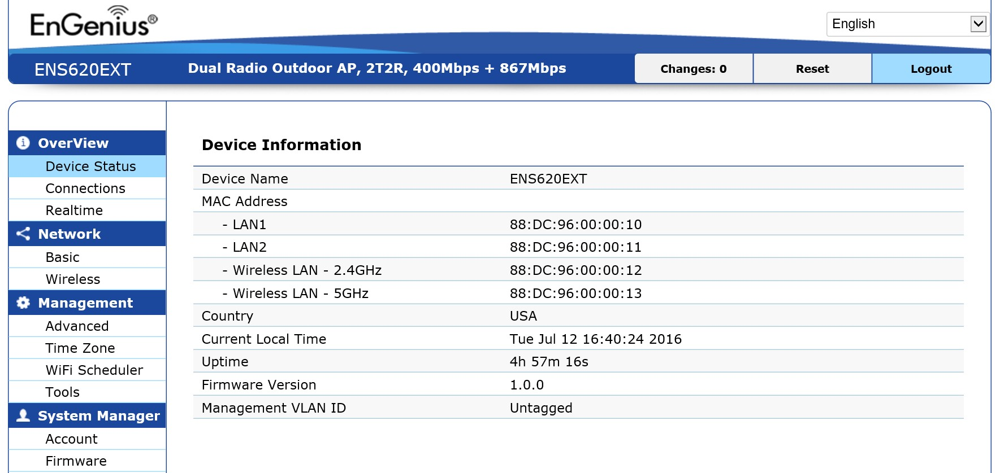 EnGenius®
English
ENS620EXT Dual Radio Outdoor AP, 2T2R, 400Mbps + 867Mbps Changes: 0 Reset Logout
OverView
Device Status
Connections
Realtime
Network
Basic
Wireless
Management
Advanced
Time Zone
WiFi Scheduler
Tools
System Manager
Account
Firmware
Device Information
Device Name ENS620EXT
MAC Address
- LAN1 88:DC:96:00:00:10
- LAN2 88:DC:96:00:00:11
- Wireless LAN - 2.4GHz 88:DC:96:00:00:12
- Wireless LAN - 5GHz 88:DC:96:00:00:13
Country USA
Current Local Time Tue Jul 12 16:40:24 2016
Uptime 4h 57m 16s
Firmware Version 1.0.0
Management VLAN ID Untagged